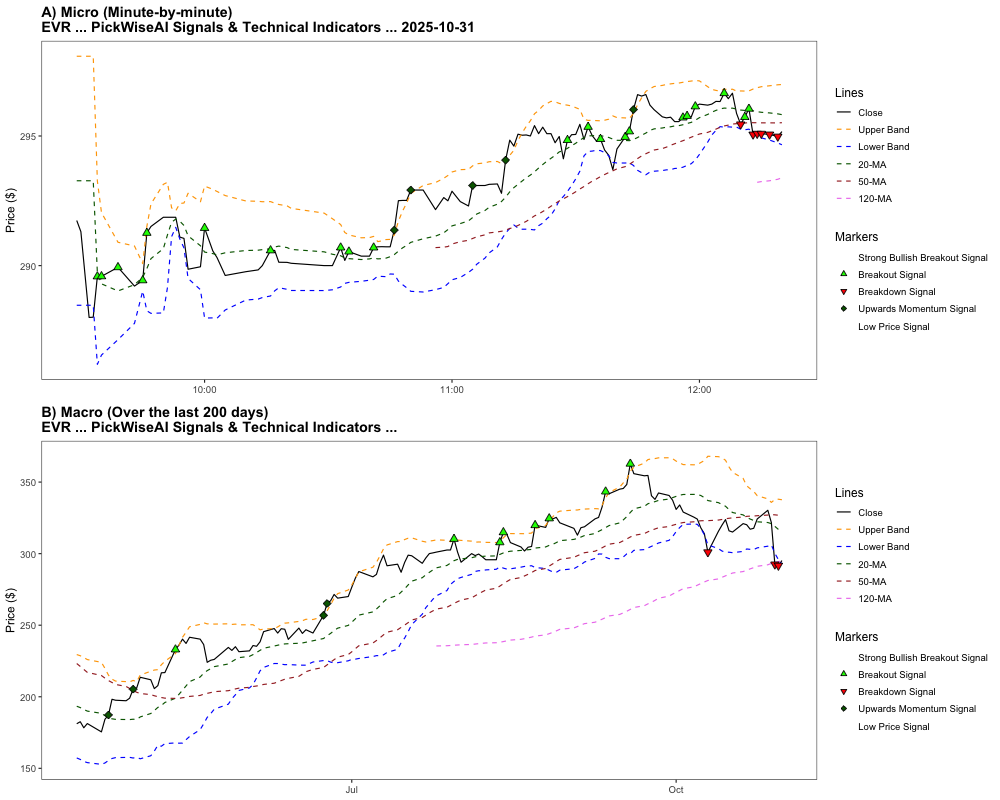 A) Micro (Minute-by-minute)
EVR ... PickWiseAI Signals & Technical Indicators ... 2025-10-31
Price ($)
295
290
10:00
11:00
12:00
Lines
Close
Upper Band
Lower Band
20-MA
50-MA
120-MA
Markers
Strong Bullish Breakout Signal
Breakout Signal
Breakdown Signal
Upwards Momentum Signal
Low Price Signal
B) Macro (Over the last 200 days)
EVR ... PickWiseAI Signals & Technical Indicators ...
Price ($)
350
300
250
200
150
Jul
Oct
Lines
Close
Upper Band
Lower Band
20-MA
50-MA
120-MA
Markers
Strong Bullish Breakout Signal
Breakout Signal
Breakdown Signal
Upwards Momentum Signal
Low Price Signal